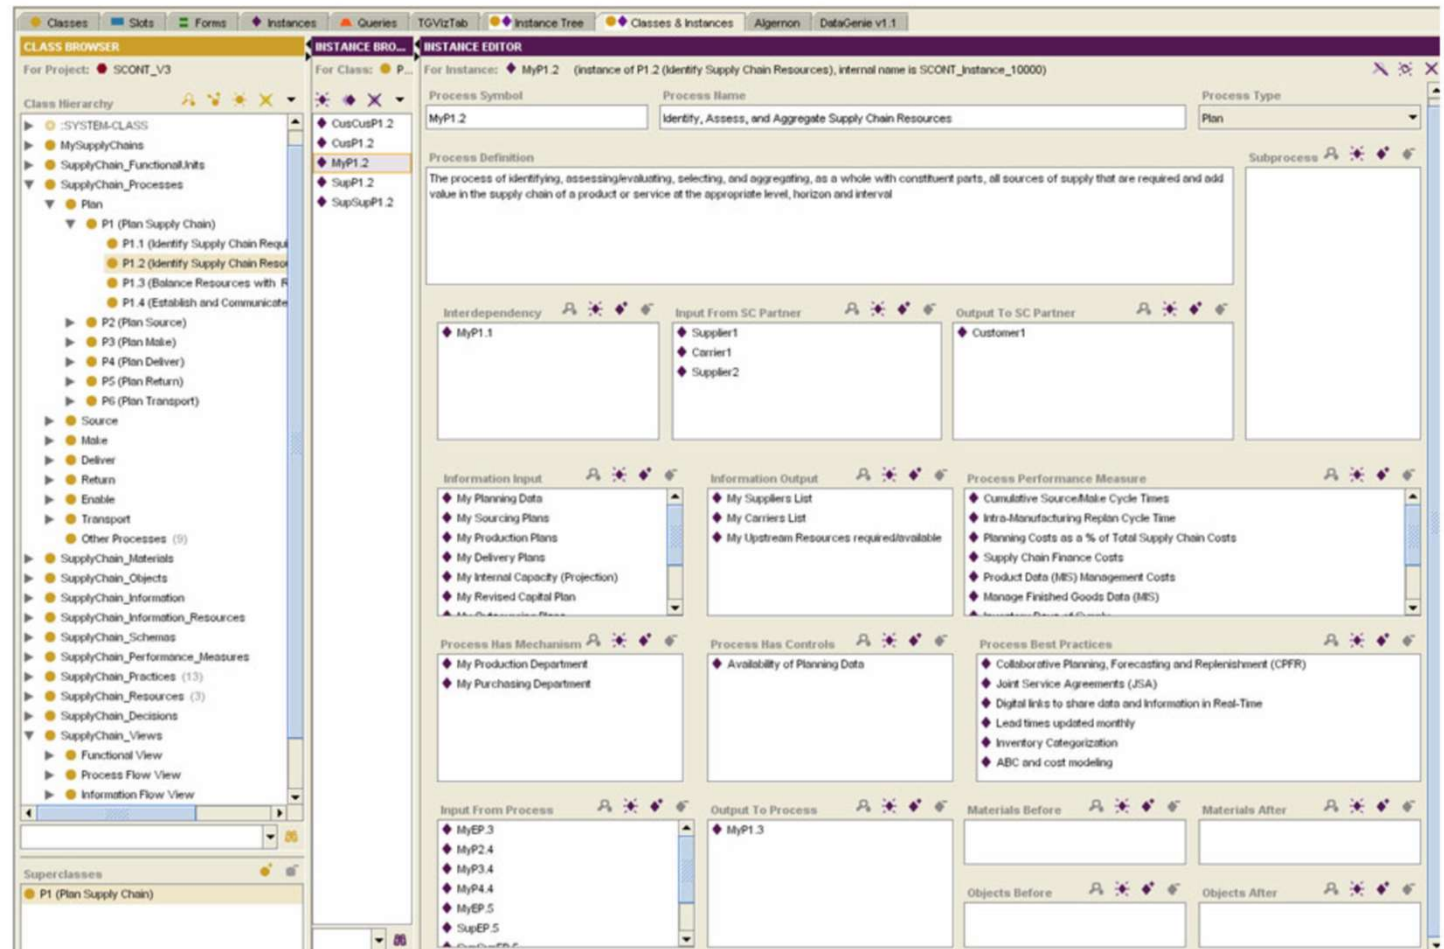 Classes Slots Forms Instances Queries TGVizTab Instance Tree Classes & Instances Algernon DataGenie v1.1
CLASS BROWSER
For Project: SCONT_V3
Class Hierarchy
:SYSTEM-CLASS
MySupplyChains
SupplyChain_FunctionalUnits
SupplyChain_Processes
Plan
P1 (Plan Supply Chain)
P1.1 (Identify Supply Chain Requi
P1.2 (Identify Supply Chain Resou
P1.3 (Balance Resources with R
P1.4 (Establish and Communicate
P2 (Plan Source)
P3 (Plan Make)
P4 (Plan Deliver)
P5 (Plan Return)
P6 (Plan Transport)
Source
Make
Deliver
Return
Enable
Transport
Other Processes (9)
SupplyChain_Materials
SupplyChain_Objects
SupplyChain_Information
SupplyChain_Information_Resources
SupplyChain_Schemas
SupplyChain_Performance_Measures
SupplyChain_Practices (13)
SupplyChain_Resources (3)
SupplyChain_Decisions
SupplyChain_Views
Functional View
Process Flow View
Information Flow View
Superclasses
P1 (Plan Supply Chain)
INSTANCE BRO...
For Class: P...
CusCusP1.2
CusP1.2
MyP1.2
SupP1.2
SupSupP1.2
INSTANCE EDITOR
For Instance: MyP1.2 (instance of P1.2 (Identify Supply Chain Resources), internal name is SCONT_Instance_10000)
Process Symbol
MyP1.2
Process Name
Identify, Assess, and Aggregate Supply Chain Resources
Process Type
Plan
Process Definition
The process of identifying, assessing/evaluating, selecting, and aggregating, as a whole with constituent parts, all sources of supply that are required and add
value in the supply chain of a product or service at the appropriate level, horizon and interval
Subprocess
Interdependency
MyP1.1
Input From SC Partner
Supplier1
Carrier1
Supplier2
Output To SC Partner
Customer1
Information Input
My Planning Data
My Sourcing Plans
My Production Plans
My Delivery Plans
My Internal Capacity (Projection)
My Revised Capital Plan
Information Output
My Suppliers List
My Carriers List
My Upstream Resources required/available
Process Performance Measure
Cumulative Source/Make Cycle Times
Intra-Manufacturing Replan Cycle Time
Planning Costs as a % of Total Supply Chain Costs
Supply Chain Finance Costs
Product Data (MIS) Management Costs
Manage Finished Goods Data (MIS)
Process Has Mechanism
My Production Department
My Purchasing Department
Process Has Controls
Availability of Planning Data
Process Best Practices
Collaborative Planning, Forecasting and Replenishment (CPFR)
Joint Service Agreements (JSA)
Digital links to share data and Information in Real-Time
Lead times updated monthly
Inventory Categorization
ABC and cost modeling
Input From Process
MyEP.3
MyP2.4
MyP3.4
MyP4.4
MyEP.5
SupEP.5
Output To Process
MyP1.3
Materials Before
Materials After
Objects Before
Objects After